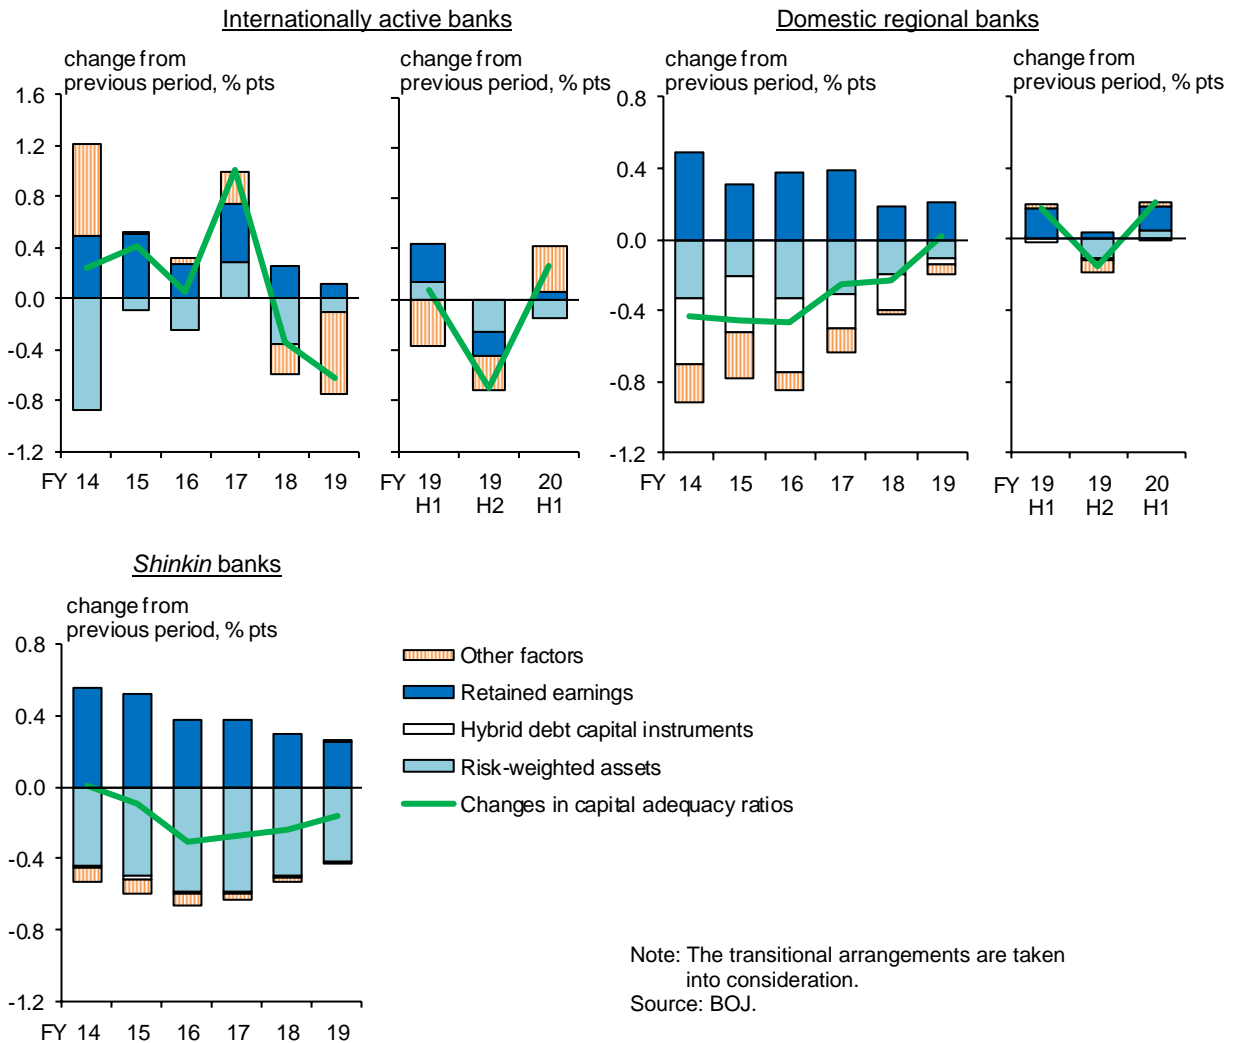 Internationally active banks
Domestic regional banks
change from
previous period, % pts
change from
previous period, % pts
change from
previous period, % pts
change from
previous period, % pts
1.6
1.2
0.8
0.4
0.0
-0.4
-0.8
-1.2
FY 14 15 16 17 18 19
FY 19 19 20
H1 H2 H1
0.8
0.4
0.0
-0.4
-0.8
-1.2
FY 14 15 16 17 18 19
FY 19 19 20
H1 H2 H1
Shinkin banks
change from
previous period, % pts
0.8
0.4
0.0
-0.4
-0.8
-1.2
FY 14 15 16 17 18 19
Other factors
Retained earnings
Hybrid debt capital instruments
Risk-weighted assets
Changes in capital adequacy ratios
Note: The transitional arrangements are taken
into consideration.
Source: BOJ.